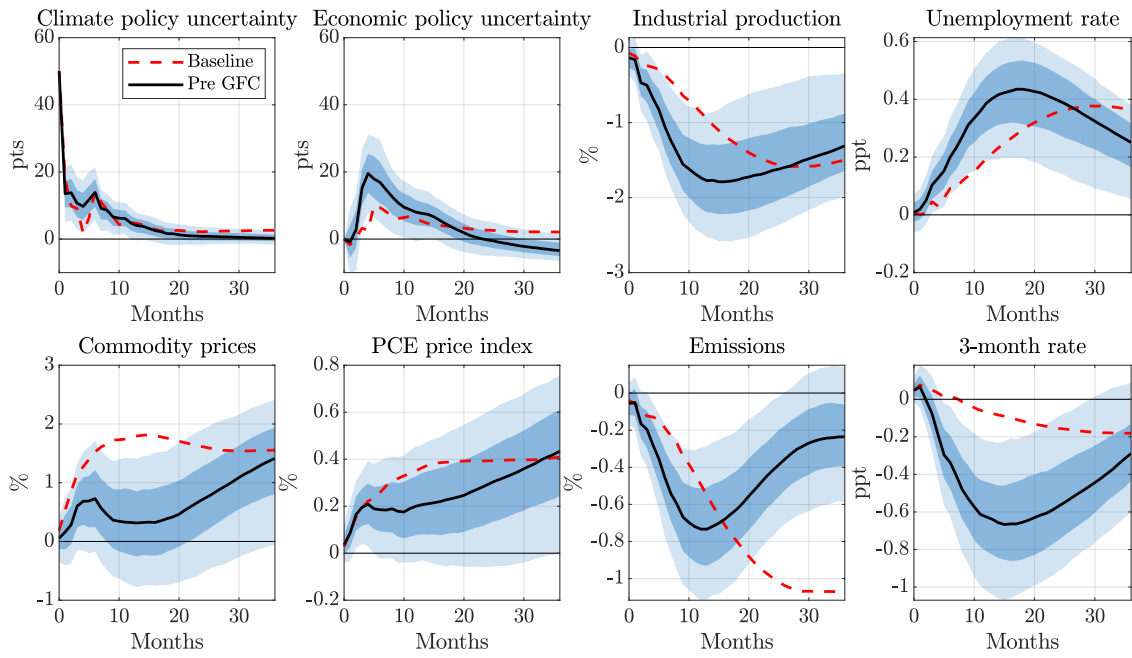 Climate policy uncertainty
60
40
20
0
pts
0 10 20 30
Months
Baseline
Pre GFC
Economic policy uncertainty
60
40
20
0
pts
0 10 20 30
Months
Industrial production
0
-1
-2
-3
%
0 10 20 30
Months
Unemployment rate
0.6
0.4
0.2
0
-0.2
ppt
0 10 20 30
Months
Commodity prices
3
2
1
0
-1
%
0 10 20 30
Months
PCE price index
0.8
0.6
0.4
0.2
0
-0.2
%
0 10 20 30
Months
Emissions
0
-0.2
-0.4
-0.6
-0.8
-1
%
0 10 20 30
Months
3-month rate
0
-0.2
-0.4
-0.6
-0.8
-1
ppt
0 10 20 30
Months